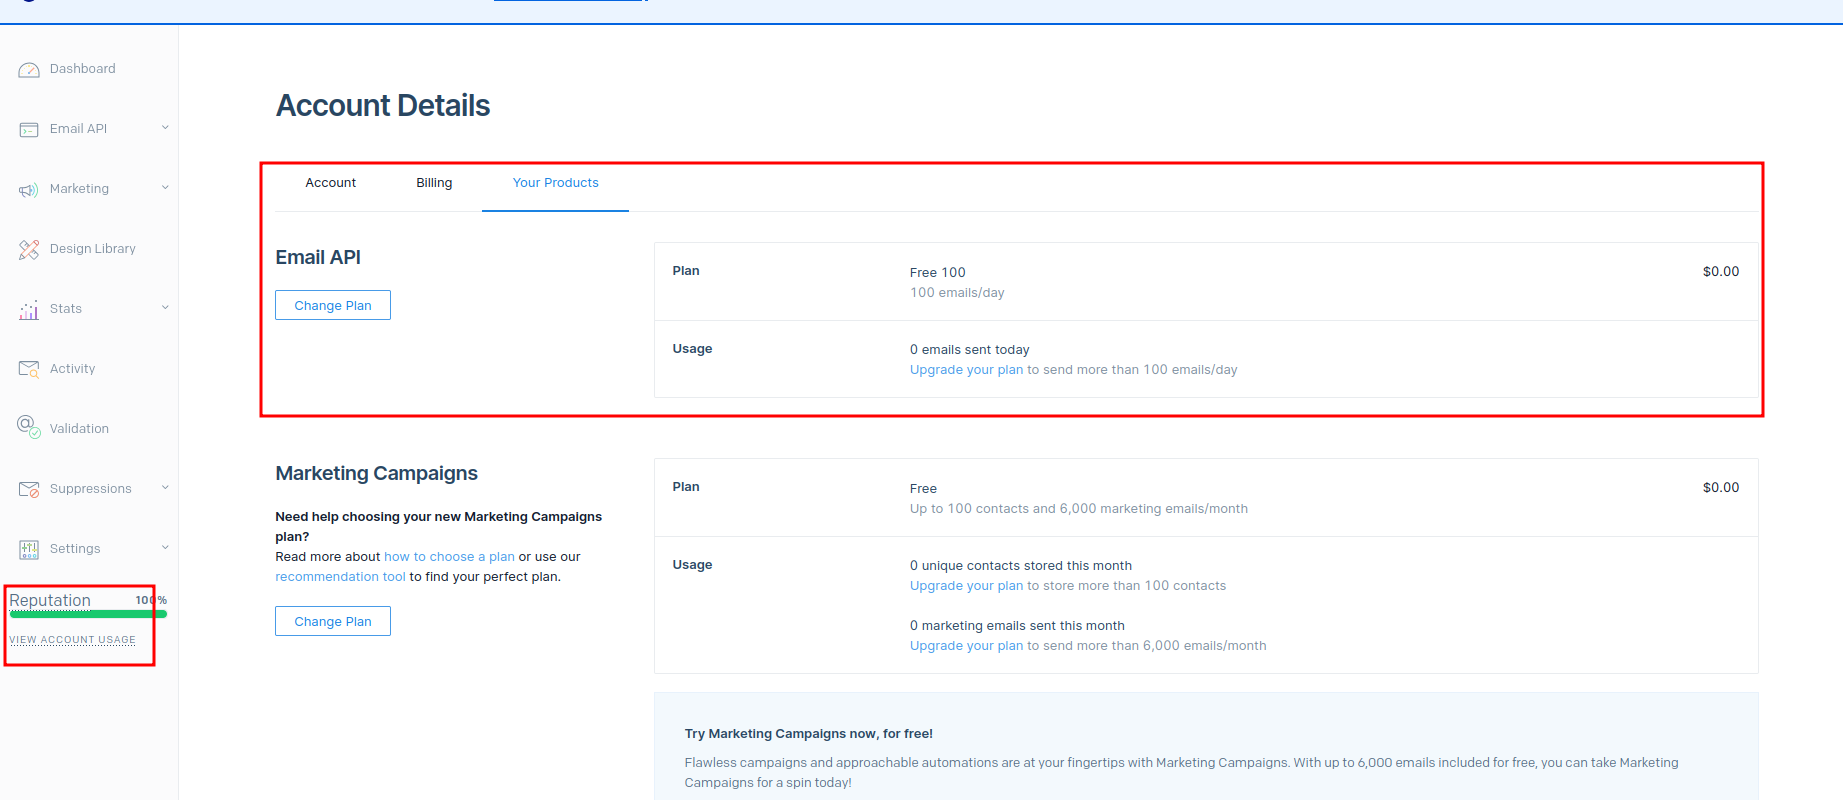 Dashboard
Email API
Marketing
Design Library
Stats
Activity
Validation
Suppressions
Settings
Reputation 100%
VIEW ACCOUNT USAGE
Account Details
Account Billing Your Products
Email API
Change Plan
Plan Free 100 $0.00
100 emails/day
Usage 0 emails sent today
Upgrade your plan to send more than 100 emails/day
Marketing Campaigns
Need help choosing your new Marketing Campaigns
plan?
Read more about how to choose a plan or use our
recommendation tool to find your perfect plan.
Change Plan
Plan Free $0.00
Up to 100 contacts and 6,000 marketing emails/month
Usage 0 unique contacts stored this month
Upgrade your plan to store more than 100 contacts
0 marketing emails sent this month
Upgrade your plan to send more than 6,000 emails/month
Try Marketing Campaigns now, for free!
Flawless campaigns and approachable automations are at your fingertips with Marketing Campaigns. With up to 6,000 emails included for free, you can take Marketing
Campaigns for a spin today!